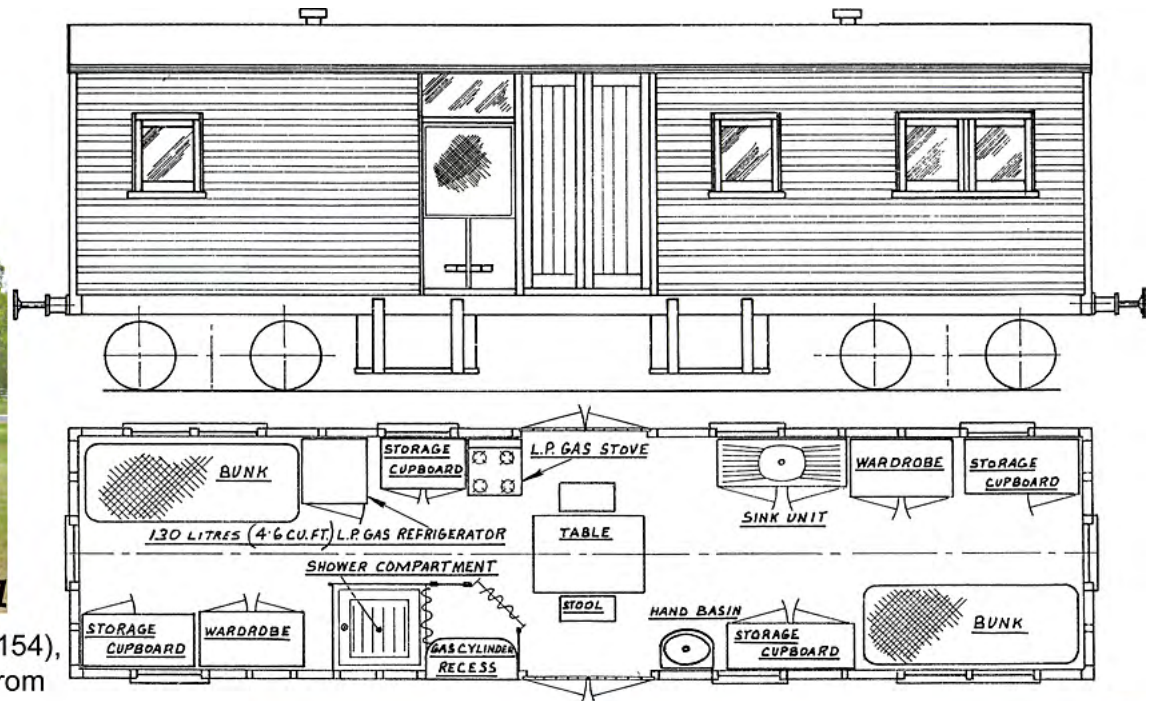 BUNK
STORAGE
CUPBOARD
L.P. GAS STOVE
WARDROBE
STORAGE
CUPBOARD
SINK UNIT
130 LITRES (4·6 CU.FT.) L.P. GAS REFRIGERATOR
TABLE
SHOWER COMPARTMENT
STOOL
HAND BASIN
STORAGE
CUPBOARD
WARDROBE
GAS CYLINDER
RECESS
STORAGE
CUPBOARD
BUNK
154),
rom